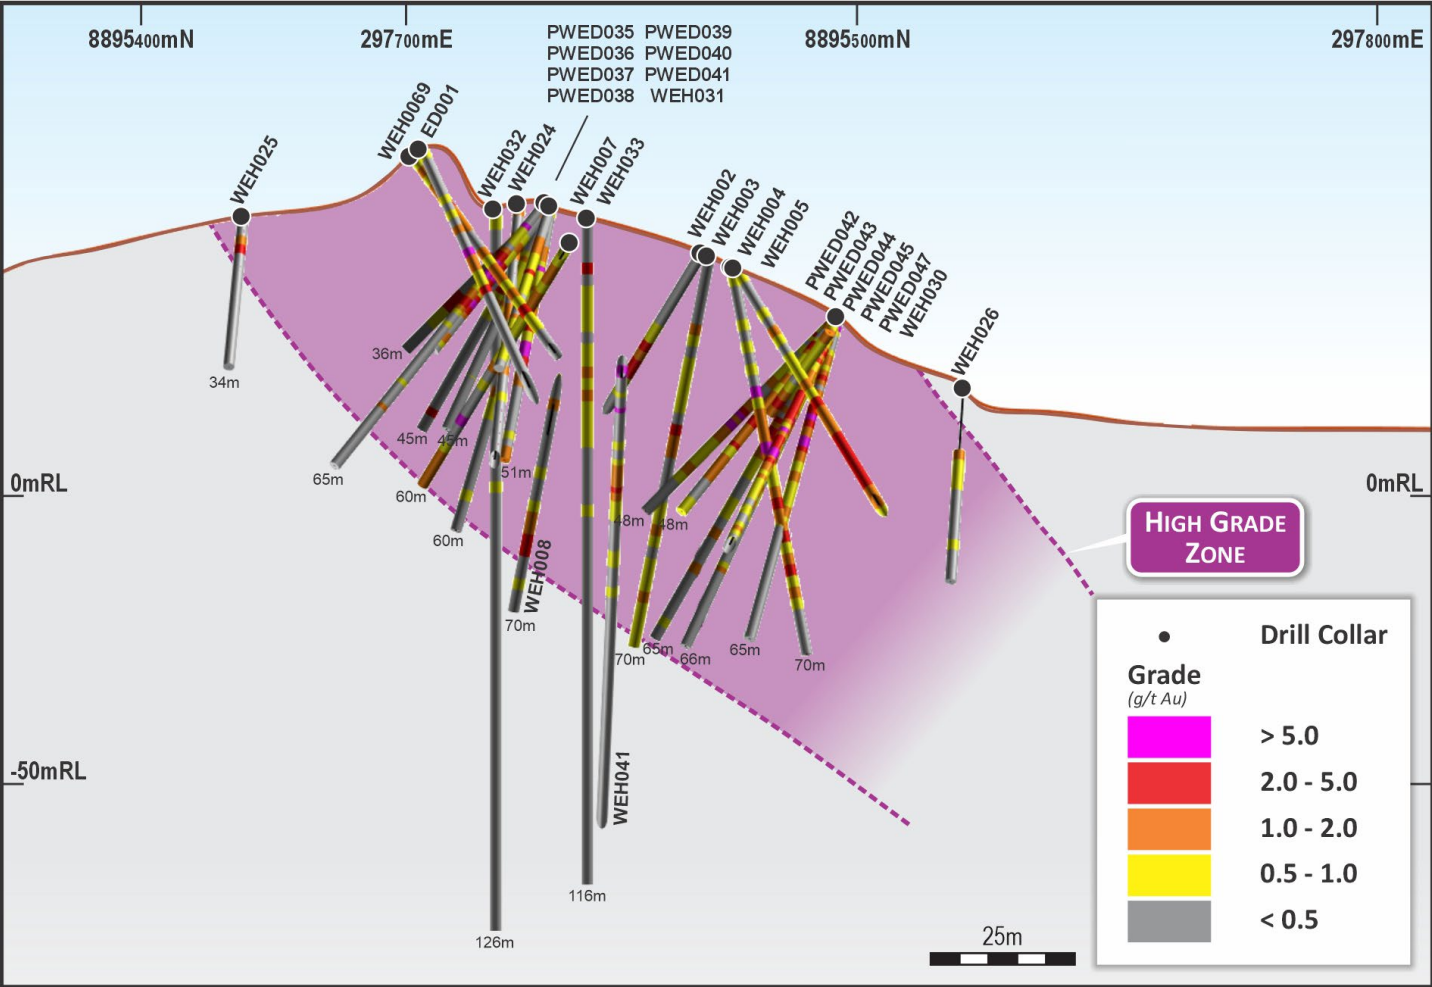 8895400mN
297700mE
8895500mN
297800mE
PWED035 PWED039
PWED036 PWED040
PWED037 PWED041
PWED038 WEH031
WEH025
WEH0069
ED001
WEH032
WEH024
WEH007
WEH033
WEH002
WEH003
WEH004
WEH005
PWED042
PWED043
PWED044
PWED045
PWED047
WEH030
WEH026
34m
36m
65m
45m
45m
60m
51m
60m
WEH008
70m
48m
48m
70m
65m
66m
65m
70m
WEH041
116m
126m
0mRL
0mRL
-50mRL
HIGH GRADE
ZONE
Drill Collar
Grade
(g/t Au)
> 5.0
2.0 - 5.0
1.0 - 2.0
0.5 - 1.0
< 0.5
25m